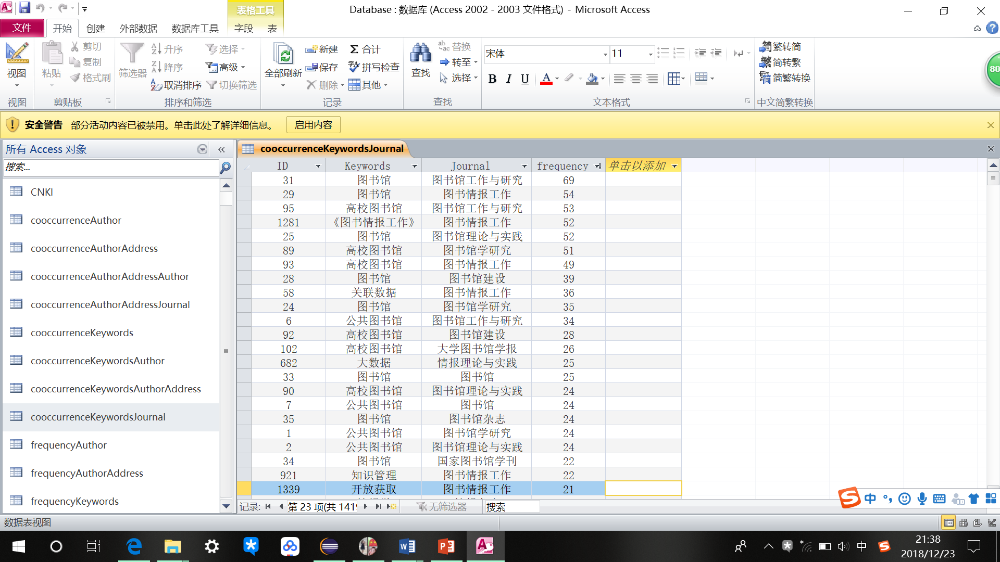 Database : 数据库 (Access 2002 - 2003 文件格式) - Microsoft Access
表格工具
文件 开始 创建 外部数据 数据库工具 字段 表
视图
视图
粘贴
剪切
复制
格式刷
剪贴板
筛选器
升序
降序
取消排序
选择
高级
切换筛选
排序和筛选
全部刷新
新建
保存
删除
合计
拼写检查
其他
记录
查找
替换
转至
选择
查找
宋体 11
B I U A
文本格式
繁转简
简转繁
简繁转换
中文简繁转换
80
安全警告 部分活动内容已被禁用。单击此处了解详细信息。 启用内容
所有 Access 对象
搜索...
CNKI
cooccurrenceAuthor
cooccurrenceAuthorAddress
cooccurrenceAuthorAddressAuthor
cooccurrenceAuthorAddressJournal
cooccurrenceKeywords
cooccurrenceKeywordsAuthor
cooccurrenceKeywordsAuthorAddress
cooccurrenceKeywordsJournal
frequencyAuthor
frequencyAuthorAddress
frequencyKeywords
cooccurrenceKeywordsJournal
ID Keywords Journal frequency 单击以添加
31 图书馆 图书馆工作与研究 69
29 图书馆 图书情报工作 54
95 高校图书馆 图书馆工作与研究 53
1281 《图书情报工作》 图书情报工作 52
25 图书馆 图书馆理论与实践 52
89 高校图书馆 图书馆学研究 51
93 高校图书馆 图书情报工作 49
28 图书馆 图书馆建设 39
58 关联数据 图书情报工作 36
24 图书馆 图书馆学研究 35
6 公共图书馆 图书馆工作与研究 34
92 高校图书馆 图书馆建设 28
102 高校图书馆 大学图书馆学报 26
682 大数据 情报理论与实践 25
33 图书馆 图书馆 25
90 高校图书馆 图书馆理论与实践 24
7 公共图书馆 图书馆 24
35 图书馆 图书馆杂志 24
1 公共图书馆 图书馆学研究 24
2 公共图书馆 图书馆理论与实践 24
34 图书馆 国家图书馆学刊 22
921 知识管理 图书情报工作 22
1339 开放获取 图书情报工作 21
记录: 第 23 项(共 141 无筛选器 搜索
中
数据表视图
中
21:38
2018/12/23